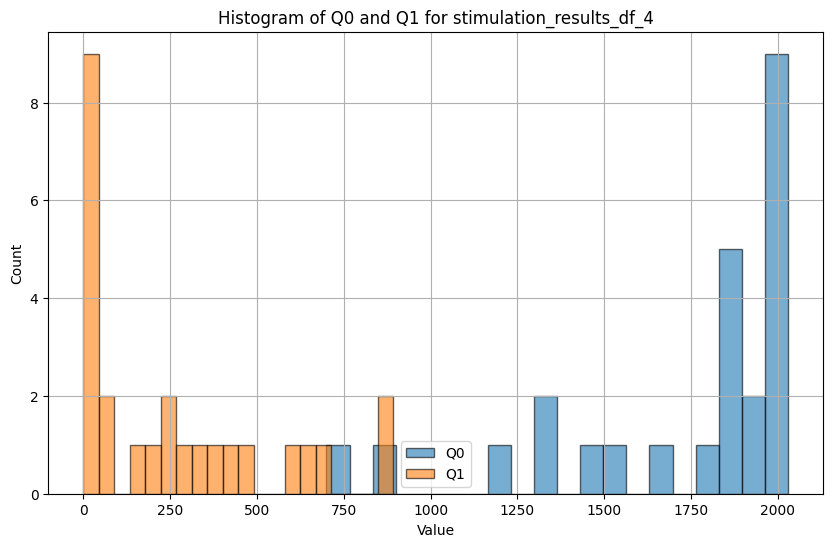 Histogram of Q0 and Q1 for stimulation_results_df_4
Count
8
6
4
2
0
Q0
Q1
0 250 500 750 1000 1250 1500 1750 2000
Value